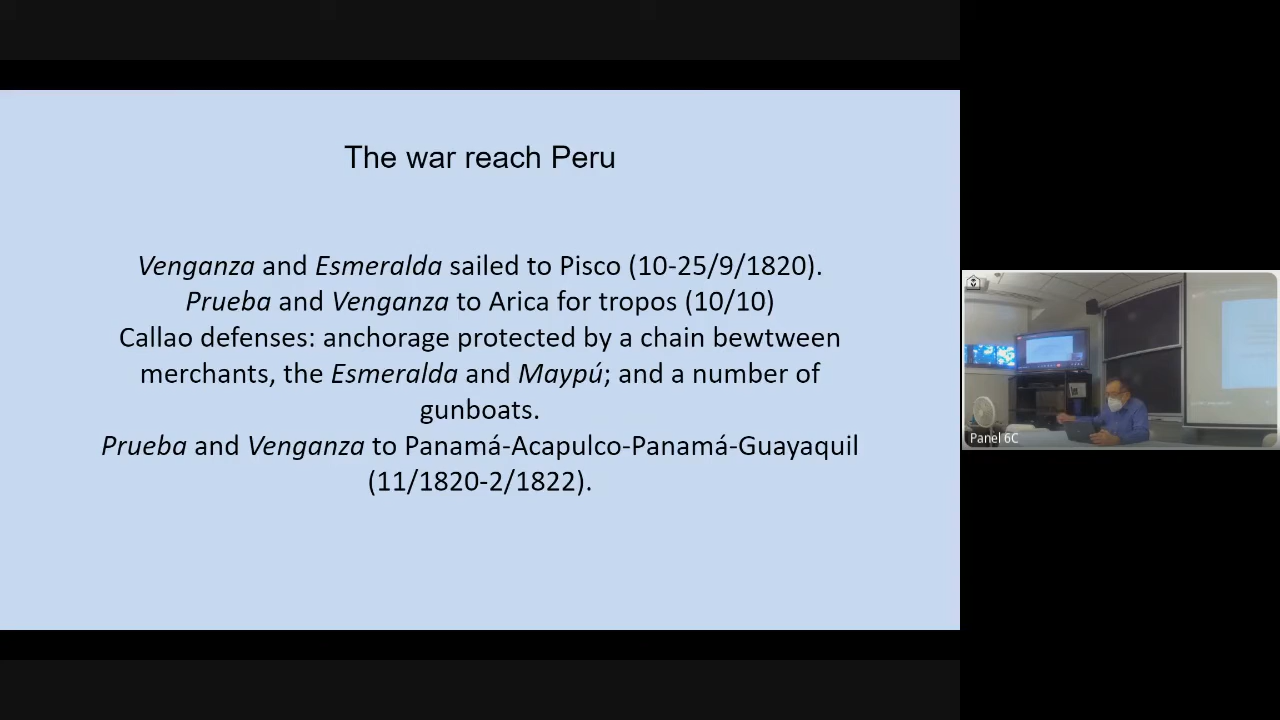 The war reach Peru
Venganza and Esmeralda sailed to Pisco (10-25/9/1820).
Prueba and Venganza to Arica for tropos (10/10)
Callao defenses: anchorage protected by a chain bewtween
merchants, the Esmeralda and Maypú; and a number of
gunboats.
Prueba and Venganza to Panamá-Acapulco-Panamá-Guayaquil
(11/1820-2/1822).
Panel 6C